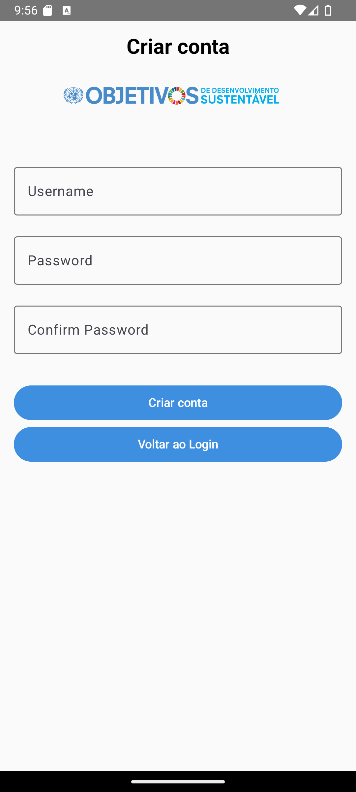 9:56
A
Criar conta
OBJETIVOS DE DESENVOLVIMENTO
SUSTENTÁVEL
Username
Password
Confirm Password
Criar conta
Voltar ao Login